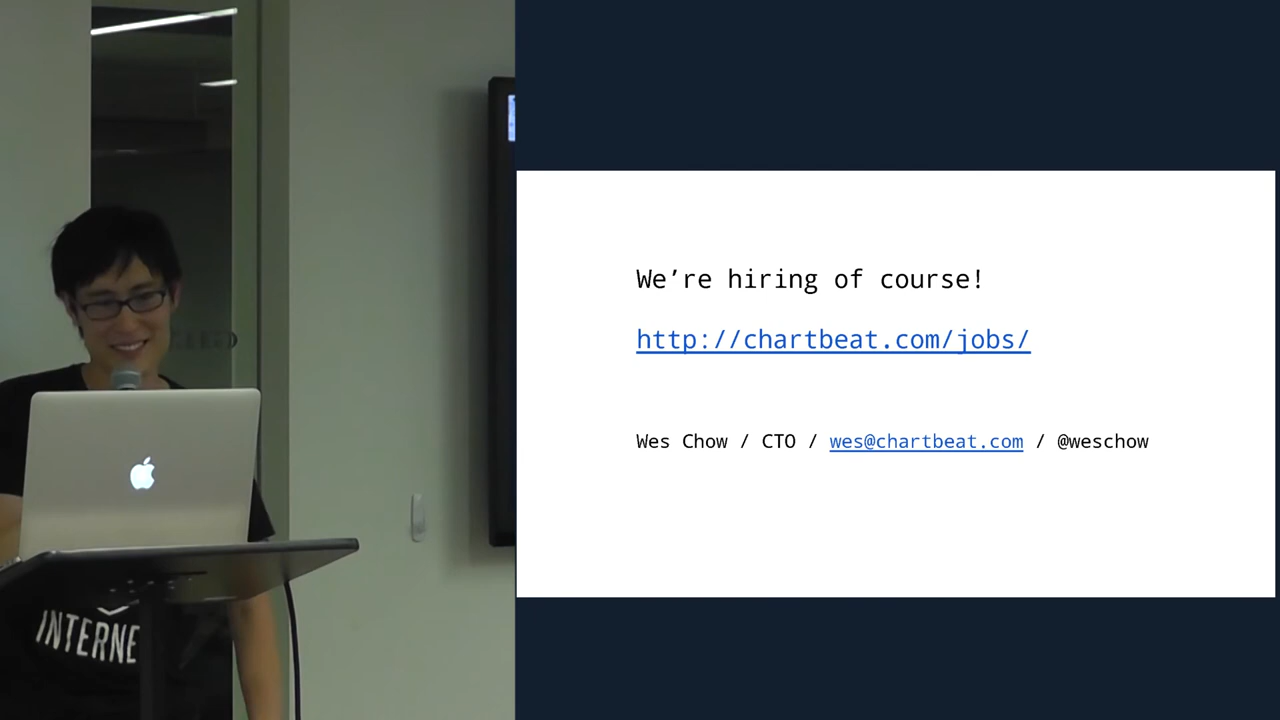 We’re hiring of course!
http://chartbeat.com/jobs/
Wes Chow / CTO / wes@chartbeat.com / @weschow
INTERNE